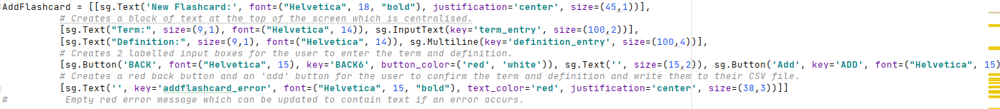 AddFlashcard = [[sg.Text('New Flashcard:', font=("Helvetica", 18, "bold"), justification='center', size=(45,1))],
# Creates a block of text at the top of the screen which is centralised.
[sg.Text("Term:", size=(9,1), font=("Helvetica", 14)), sg.InputText(key='term_entry', size=(100,2))],
[sg.Text("Definition:", size=(9,1), font=("Helvetica", 14)), sg.Multiline(key='definition_entry', size=(100,4))],
# Creates 2 labelled input boxes for the user to enter the term and definition.
[sg.Button('BACK', font=("Helvetica", 15), key='BACK6', button_color=('red', 'white')), sg.Text('', size=(15,2)), sg.Button('Add', key='ADD', font=("Helvetica", 15)
# Creates a red back button and an 'add' button for the user to confirm the term and definition and write them to their CSV file.
[sg.Text('', key='addflashcard_error', font=("Helvetica", 15, "bold"), text_color='red', justification='center', size=(38,3))]]
# Empty red error message which can be updated to contain text if an error occurs.